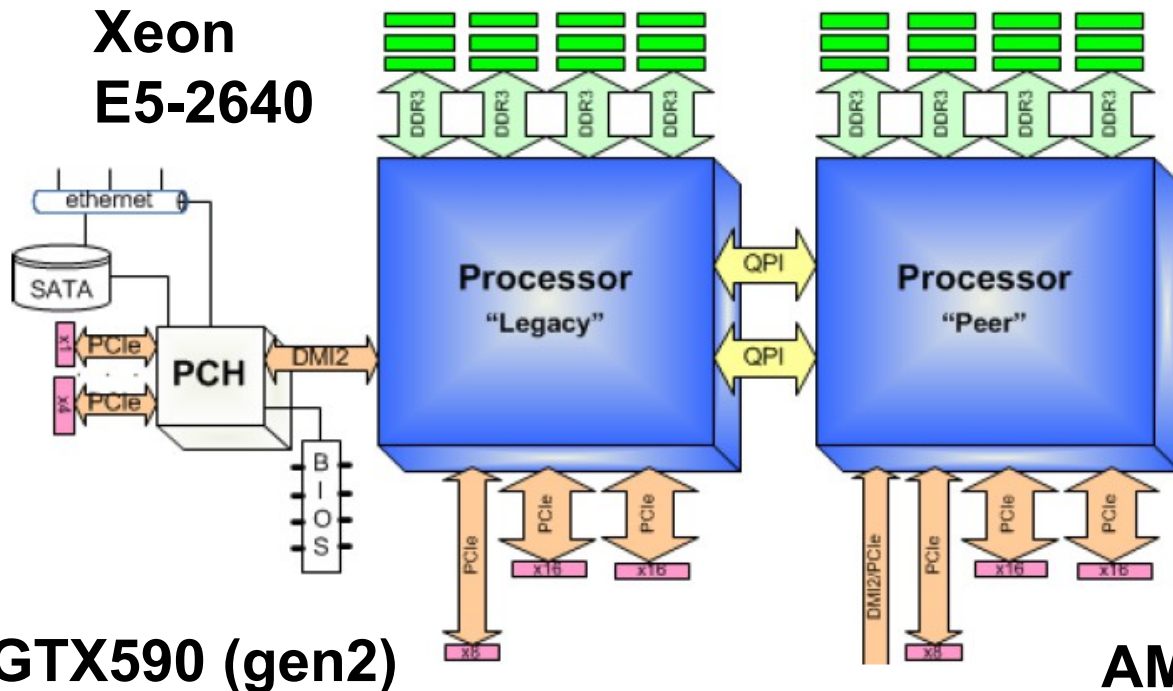 Xeon
E5-2640
DDR3
DDR3
DDR3
DDR3
DDR3
DDR3
DDR3
DDR3
ethernet
SATA
x1
PCIe
x4
PCIe
PCH
DMI2
BIOS
Processor
“Legacy”
QPI
QPI
Processor
“Peer”
PCIe
PCIe
PCIe
x16
x16
x8
DMI2/PCIe
PCIe
PCIe
PCIe
x16
x16
x8
GTX590 (gen2)
AM